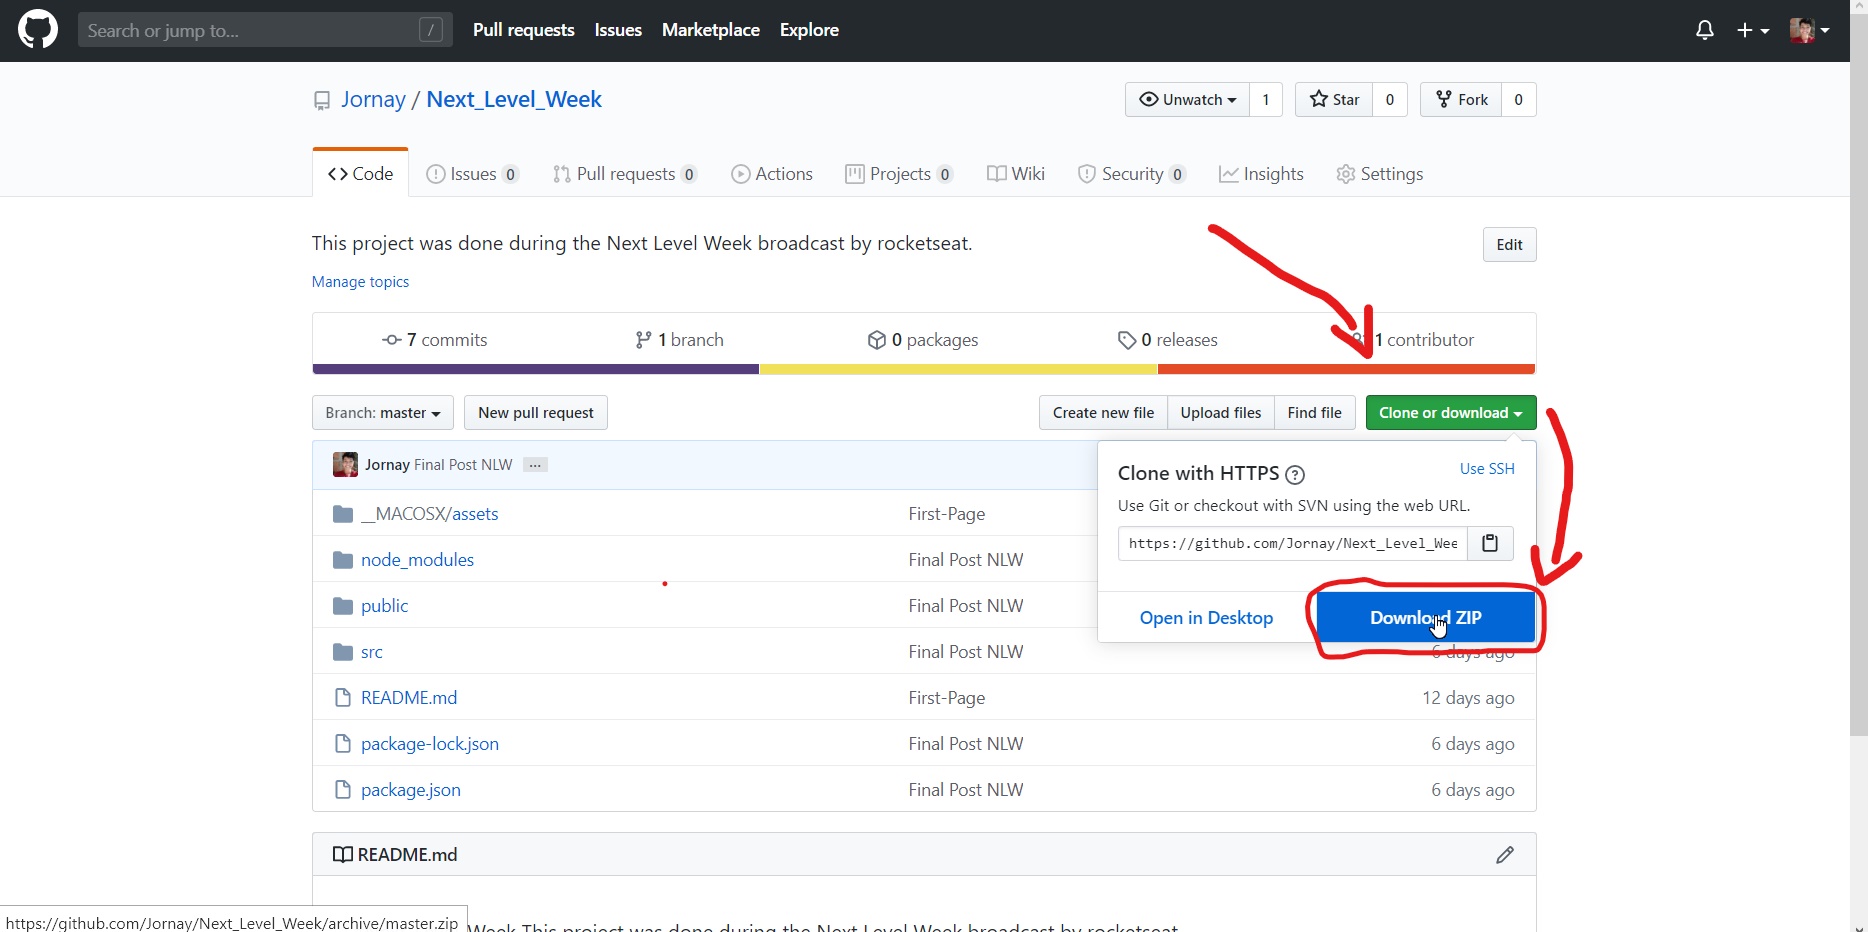 Search or jump to... /
Pull requests Issues Marketplace Explore
Jornay / Next_Level_Week
Unwatch 1 Star 0 Fork 0
Code Issues 0 Pull requests 0 Actions Projects 0 Wiki Security 0 Insights Settings
This project was done during the Next Level Week broadcast by rocketseat.
Edit
Manage topics
7 commits 1 branch 0 packages 0 releases 1 contributor
Branch: master New pull request Create new file Upload files Find file Clone or download
Jornay Final Post NLW ...
Clone with HTTPS ? Use SSH
Use Git or checkout with SVN using the web URL.
https://github.com/Jornay/Next_Level_Wee
Open in Desktop Download ZIP
__MACOSX/assets First-Page
node_modules Final Post NLW
public Final Post NLW
src Final Post NLW 6 days ago
README.md First-Page 12 days ago
package-lock.json Final Post NLW 6 days ago
package.json Final Post NLW 6 days ago
README.md
https://github.com/Jornay/Next_Level_Week/archive/master.zip
Week This project was done during the Next Level Week broadcast by rocketseat